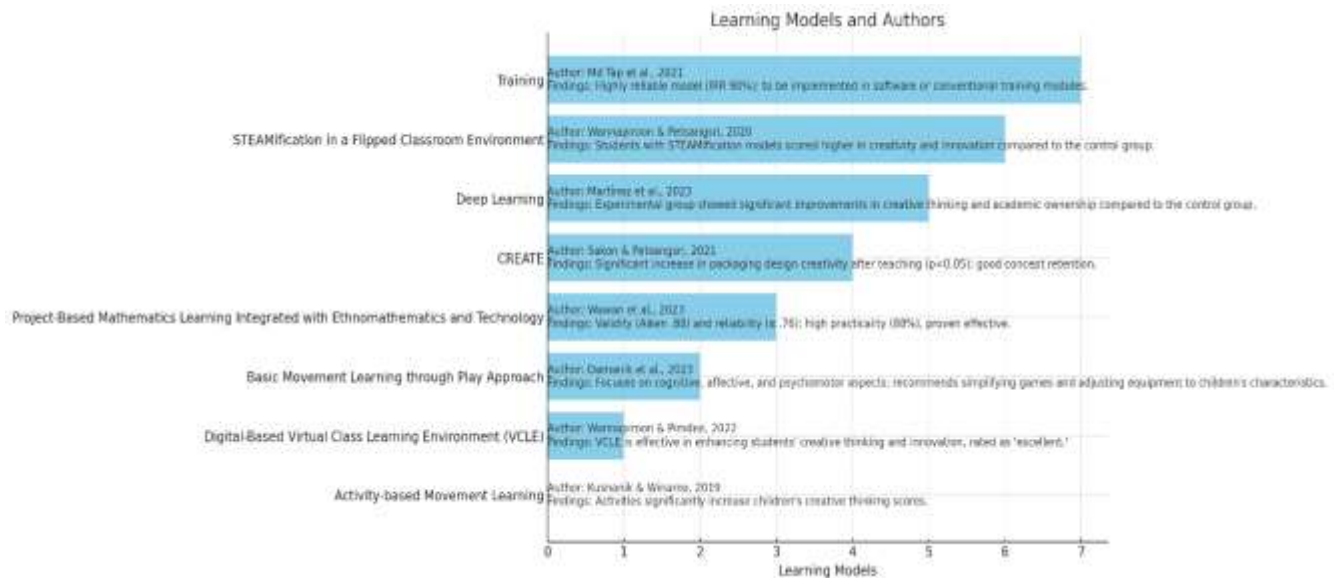 Learning Models and Authors
Training
Author: Md Tap et al., 2021
Findings: Highly reliable model 90%); to be implemented in software or conventional training modules.
STEAMification in a Flipped Classroom Environment
Author: Wannapiroon & Petsangsri, 2020
Findings: Students with STEAMification models scored higher in creativity and innovation compared to the control group.
Deep Learning
Author: Martinez et al., 2023
Findings: Experimental group showed significant improvements in creative thinking and academic ownership compared to the control group.
CREATE
Author: Sakon & Petsangsri, 2021
Findings: Significant increase in packaging design creativity after teaching (p<0.05); good retention.
Project-Based Mathematics Learning Integrated with Ethnomathematics and Technology
Author: Wawan et al., 2023
Findings: Validity (Aiken .88) and reliability .76); high practicality (88%), proven effective.
Basic Movement Learning through Play Approach
Author: et al., 2023
Findings: Focuses on cognitive, affective, and psychomotor aspects; recommends simplifying games and adjusting equipment to children's characteristics.
Digital-Based Virtual Class Learning Environment (VCLE)
Author: Wannapiroon & 2022
Findings: VCLE is effective in enhancing students' creative thinking and innovation, rated as 'excellent.'
Activity-based Movement Learning
Author: Kusnanik & Winarno, 2019
Findings: Activities significantly increase children's creative thinking scores.
0 1 2 3 4 5 6 7
Learning Models